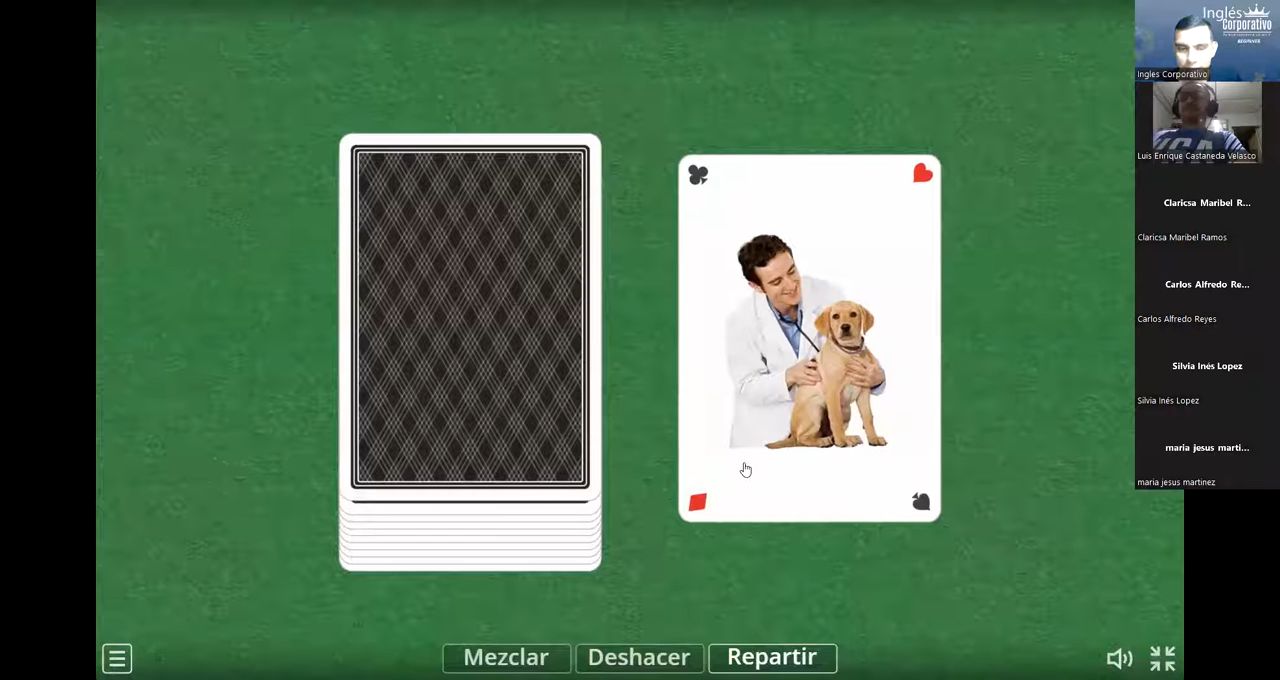 Inglés
Corporativo
BEGINNER
Ingles Corporativo
Luis Enrique Castaneda Velasco
Claricsa Maribel R...
Claricsa Maribel Ramos
Carlos Alfredo Re...
Carlos Alfredo Reyes
Silvia Inés Lopez
Silvia Inés Lopez
maria jesus marti...
maria jesus martinez
Mezclar
Deshacer
Repartir